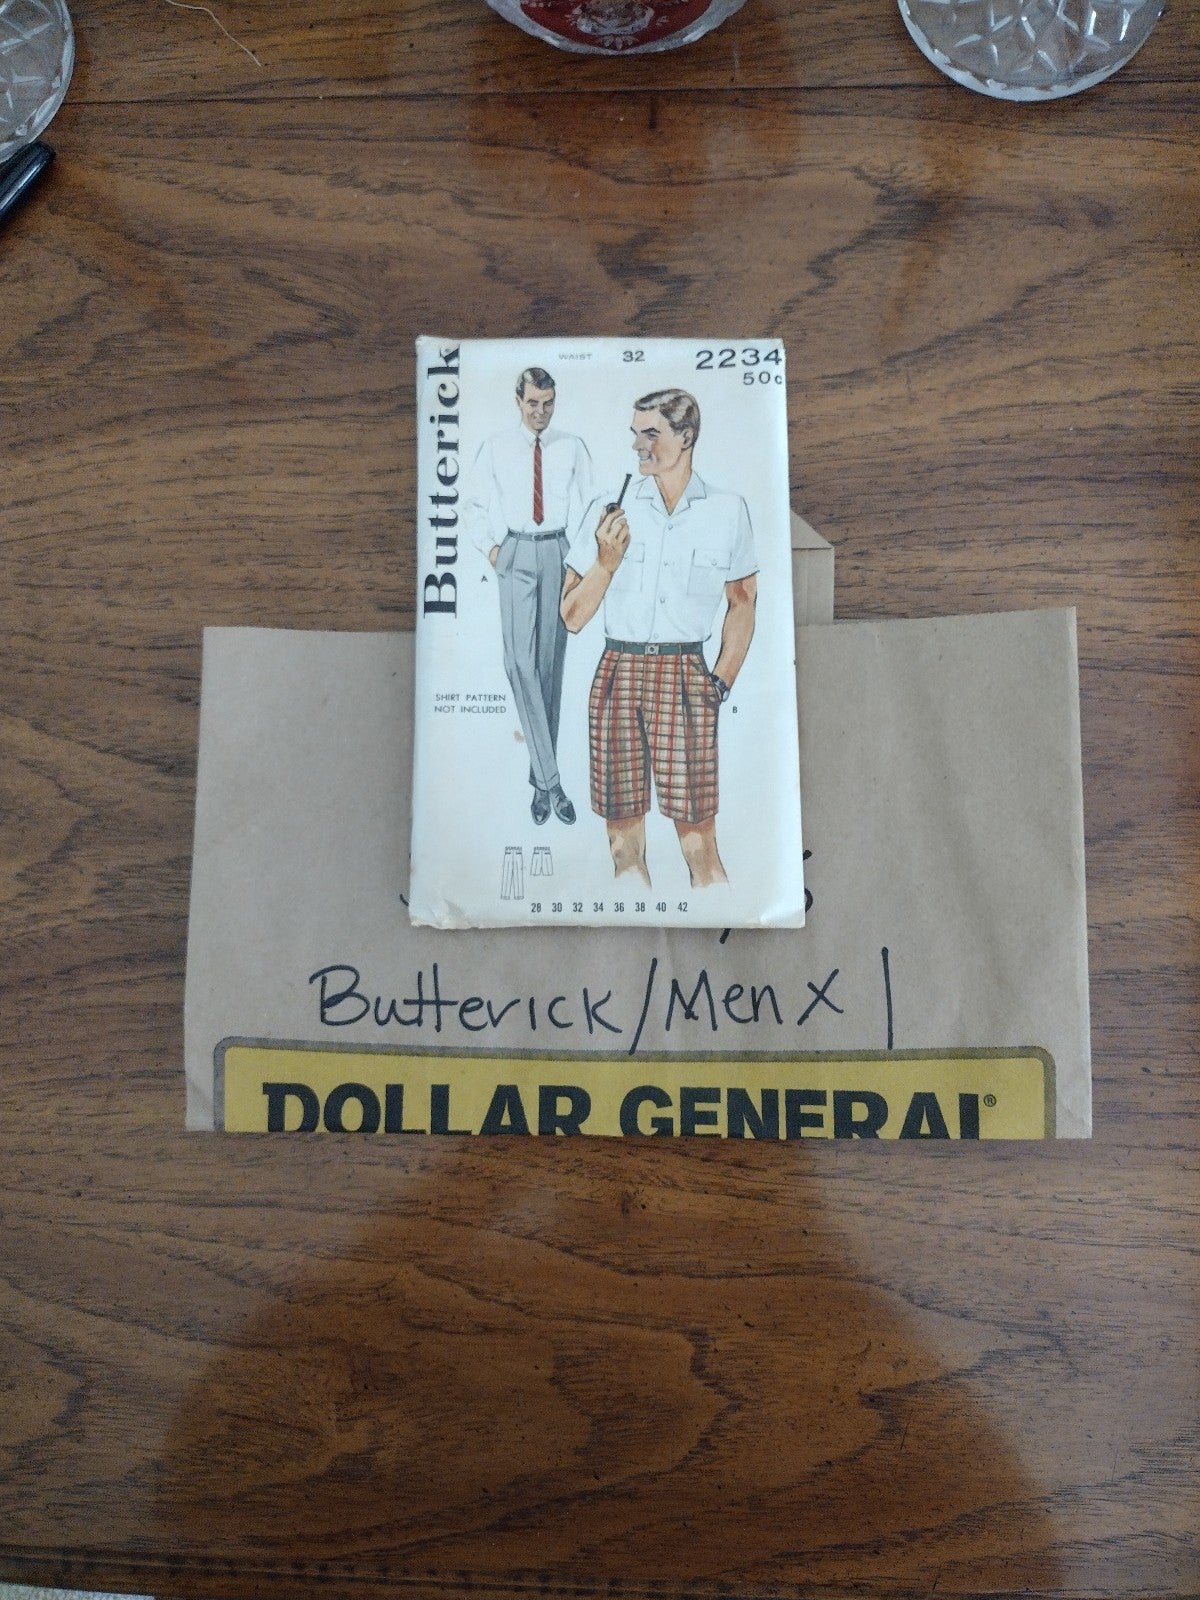 Butterick
WAIST 32 2234
50c
A
SHIRT PATTERN
NOT INCLUDED
B
28 30 32 34 36 38 40 42
Butterick/Men x 1
DOLLAR GENERAL®